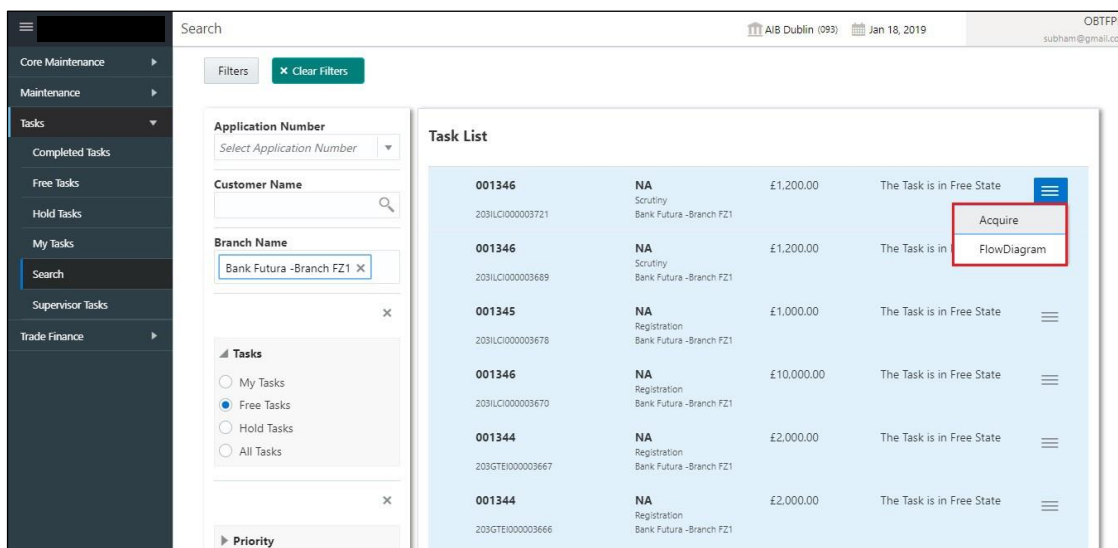 Search
AIB Dublin (093)
Jan 18, 2019
OBTFP
subham@gmail.co
Core Maintenance
Maintenance
Tasks
Completed Tasks
Free Tasks
Hold Tasks
My Tasks
Search
Supervisor Tasks
Trade Finance
Filters
× Clear Filters
Application Number
Select Application Number
Customer Name
Branch Name
Bank Futura -Branch FZ1 ×
Tasks
My Tasks
Free Tasks
Hold Tasks
All Tasks
Priority
Task List
001346 NA £1,200.00 The Task is in Free State
Scrutiny
203ILCI000003721 Bank Futura -Branch FZ1
Acquire
FlowDiagram
001346 NA £1,200.00 The Task is in
Scrutiny
203ILCI000003689 Bank Futura -Branch FZ1
001345 NA £1,000.00 The Task is in Free State
Registration
203ILCI000003678 Bank Futura -Branch FZ1
001346 NA £10,000.00 The Task is in Free State
Registration
203ILCI000003670 Bank Futura -Branch FZ1
001344 NA £2,000.00 The Task is in Free State
Registration
203GTEI000003667 Bank Futura -Branch FZ1
001344 NA £2,000.00 The Task is in Free State
Registration
203GTEI000003666 Bank Futura -Branch FZ1